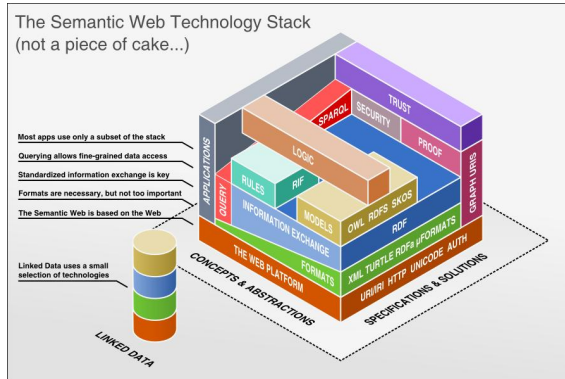 The Semantic Web Technology Stack
(not a piece of cake...)
Most apps use only a subset of the stack
Querying allows fine-grained data access
Standardized information exchange is key
Formats are necessary, but not too important
The Semantic Web is based on the Web
Linked Data uses a small
selection of technologies
LINKED DATA
APPLICATIONS
QUERY
SPARQL
SECURITY
TRUST
PROOF
LOGIC
RULES
RIF
MODELS
OWL RDFS SKOS
GRAPH URIS
INFORMATION EXCHANGE
RDF
FORMATS
XML TURTLE RDFa µFORMATS
THE WEB PLATFORM
URI/IRI HTTP UNICODE AUTH
CONCEPTS & ABSTRACTIONS
SPECIFICATIONS & SOLUTIONS